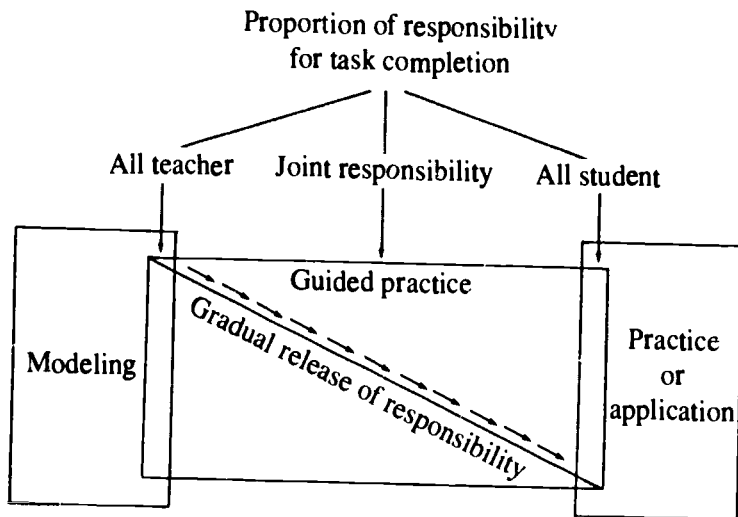 Proportion of responsibility
for task completion
All teacher
Joint responsibility
All student
Guided practice
Gradual release of responsibility
Modeling
Practice
or
application